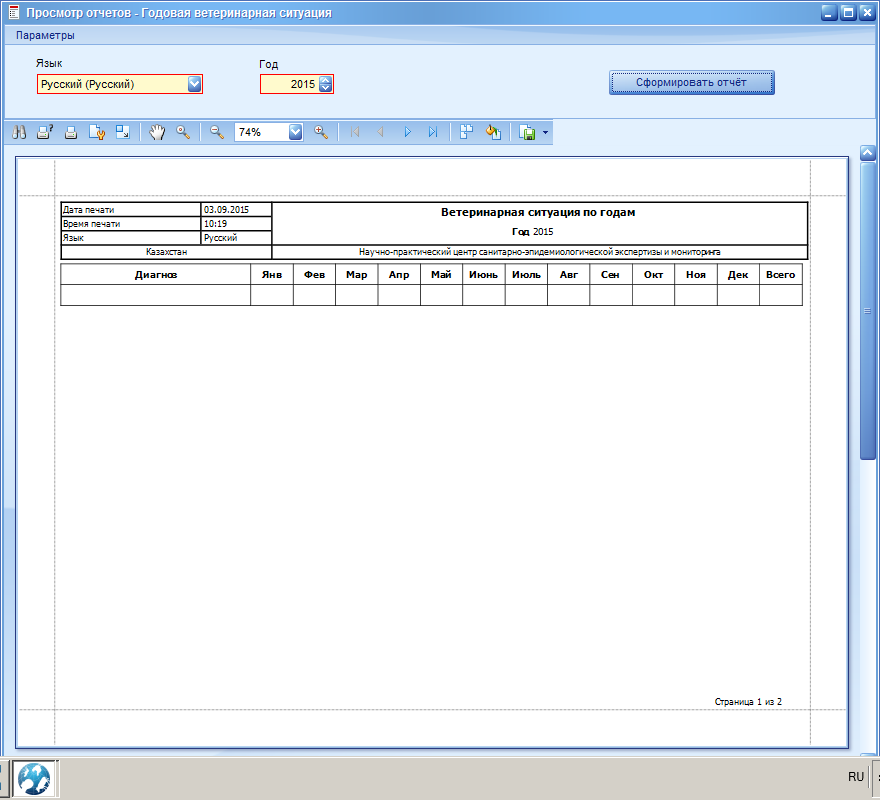 Просмотр отчетов - Годовая ветеринарная ситуация
Параметры
Язык Год
Русский (Русский) 2015 Сформировать отчёт
74%
Дата печати 03.09.2015 Ветеринарная ситуация по годам
Время печати 10:19 Год 2015
Язык Русский
Казахстан Научно-практический центр санитарно-эпидемиологической экспертизы и мониторинга
Диагноз Янв Фев Мар Апр Май Июнь Июль Авг Сен Окт Ноя Дек Всего
Страница 1 из 2
RU